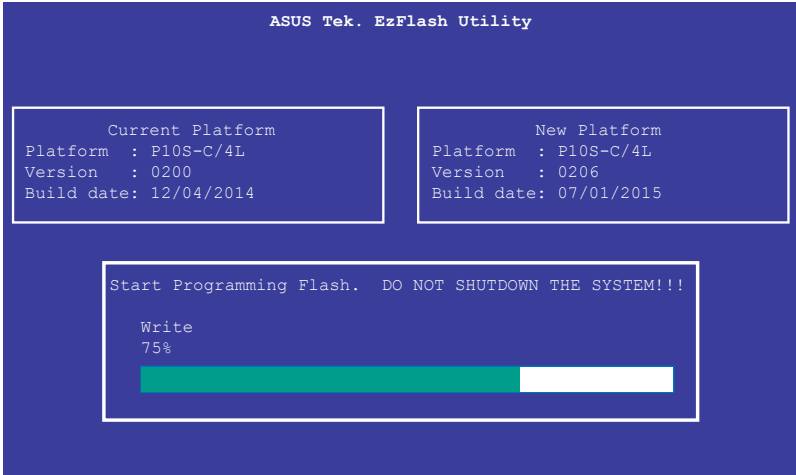 ASUS Tek. EzFlash Utility
Current Platform
Platform : P10S-C/4L
Version : 0200
Build date: 12/04/2014
New Platform
Platform : P10S-C/4L
Version : 0206
Build date: 07/01/2015
Start Programming Flash. DO NOT SHUTDOWN THE SYSTEM!!!
Write
75%